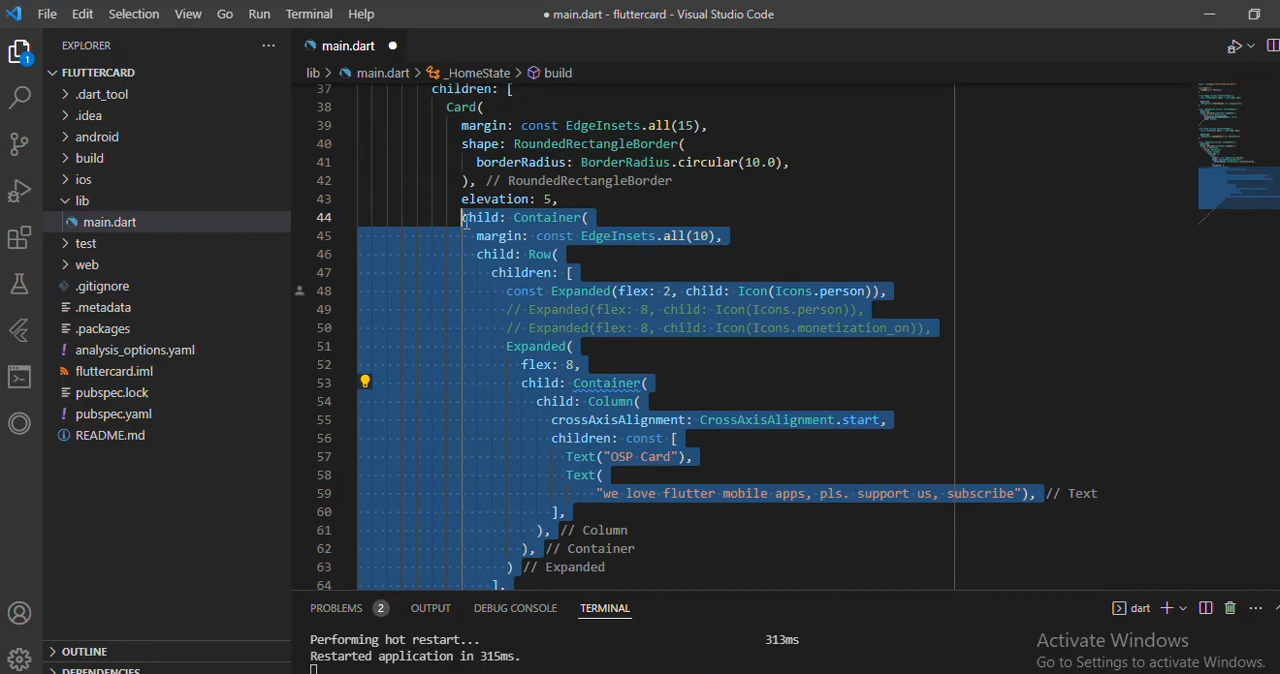 File Edit Selection View Go Run Terminal Help
● main.dart - fluttercard - Visual Studio Code
1
EXPLORER ···
main.dart ●
FLUTTERCARD
lib > main.dart > _HomeState > build
.dart_tool
.idea
android
build
ios
lib
main.dart
test
web
.gitignore
.metadata
.packages
analysis_options.yaml
fluttercard.iml
pubspec.lock
pubspec.yaml
README.md
OUTLINE
DEPENDENCIES
37 children: [
38 Card(
39 margin: const EdgeInsets.all(15),
40 shape: RoundedRectangleBorder(
41 borderRadius: BorderRadius.circular(10.0),
42 ), // RoundedRectangleBorder
43 elevation: 5,
44 child: Container(
45 margin: const EdgeInsets.all(10),
46 child: Row(
47 children: [
48 const Expanded(flex: 2, child: Icon(Icons.person)),
49 // Expanded(flex: 8, child: Icon(Icons.person)),
50 // Expanded(flex: 8, child: Icon(Icons.monetization_on)),
51 Expanded(
52 flex: 8,
53 child: Container(
54 child: Column(
55 crossAxisAlignment: CrossAxisAlignment.start,
56 children: const [
57 Text("OSP Card"),
58 Text(
59 "we love flutter mobile apps, pls. support us, subscribe"), // Text
60 ],
61 ), // Column
62 ), // Container
63 ) // Expanded
64 ],
PROBLEMS 2 OUTPUT DEBUG CONSOLE TERMINAL
dart
Performing hot restart... 313ms
Restarted application in 315ms.
Activate Windows
Go to Settings to activate Windows.